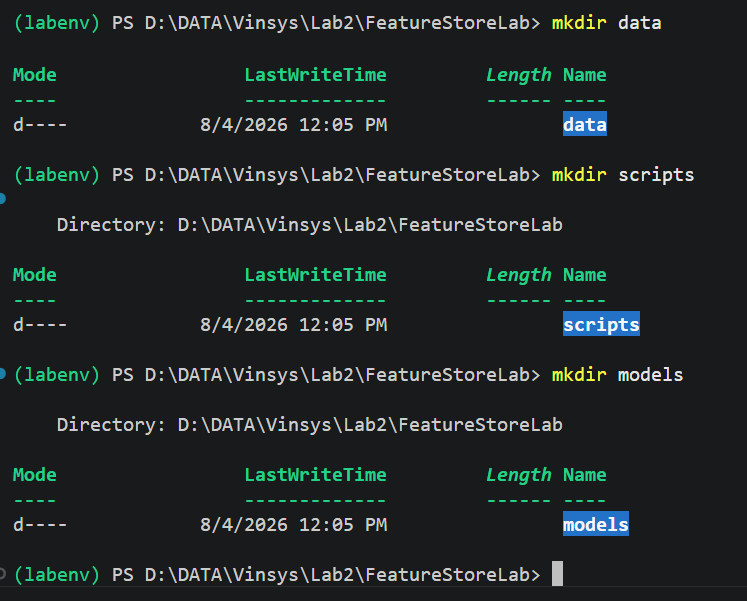 (labenv) PS D:\DATA\Vinsys\Lab2\FeatureStoreLab> mkdir data
Mode                 LastWriteTime         Length Name
----                 -------------         ------ ----
d----            8/4/2026 12:05 PM                data
(labenv) PS D:\DATA\Vinsys\Lab2\FeatureStoreLab> mkdir scripts
    Directory: D:\DATA\Vinsys\Lab2\FeatureStoreLab
Mode                 LastWriteTime         Length Name
----                 -------------         ------ ----
d----            8/4/2026 12:05 PM                scripts
(labenv) PS D:\DATA\Vinsys\Lab2\FeatureStoreLab> mkdir models
    Directory: D:\DATA\Vinsys\Lab2\FeatureStoreLab
Mode                 LastWriteTime         Length Name
----                 -------------         ------ ----
d----            8/4/2026 12:05 PM                models
(labenv) PS D:\DATA\Vinsys\Lab2\FeatureStoreLab>